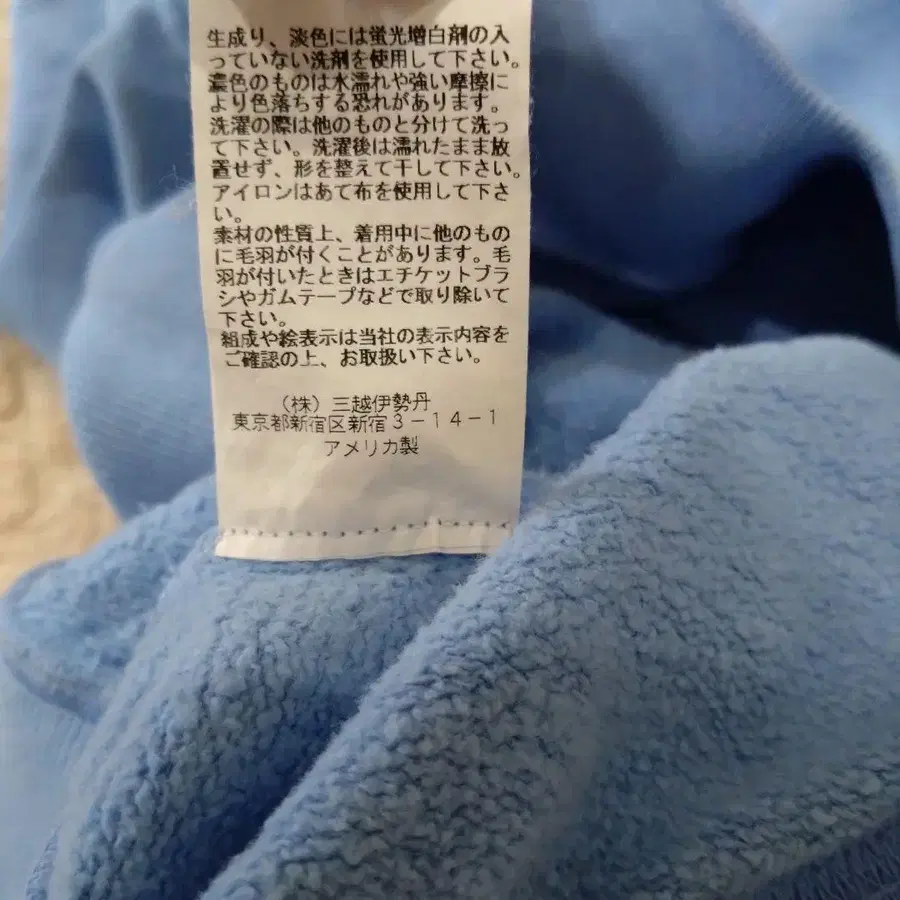 生成り、淡色には蛍光増白剤の入
っていない洗剤を使用して下さい。
濃色のものは水濡れや強い摩擦に
より色落ちする恐れがあります。
洗濯の際は他のものと分けて洗っ
て下さい。洗濯後は濡れたまま放
置せず、形を整えて干して下さい。
アイロンはあて布を使用して下さ
い。
素材の性質上、着用中に他のもの
に毛羽が付くことがあります。毛
羽が付いたときはエチケットブラ
シやガムテープなどで取り除いて
下さい。
組成や絵表示は当社の表示内容を
ご確認の上、お取扱い下さい。
（株）三越伊勢丹
東京都新宿区新宿３－１４－１
アメリカ製